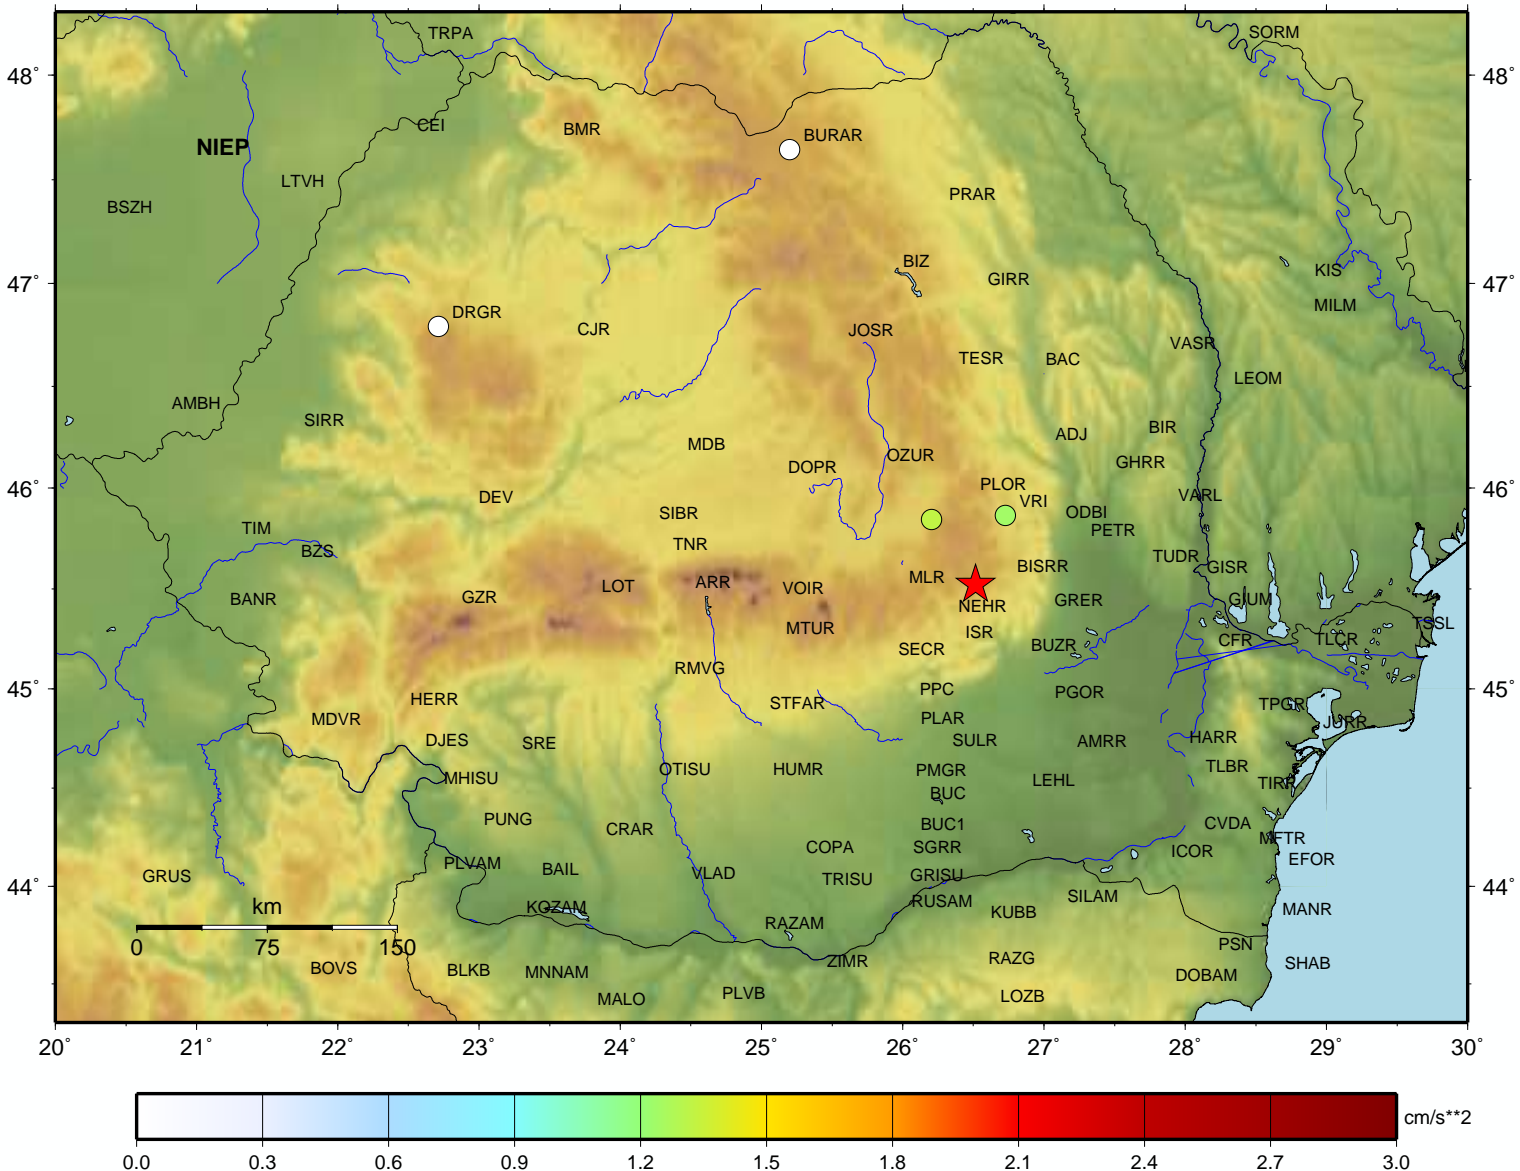 TRPA
SORM
48°
48°
CEI
BMR
BURAR
NIEP
LTVH
PRAR
BSZH
BIZ
KIS
GIRR
47°
47°
MILM
DRGR
CJR
JOSR
VASR
TESR
BAC
LEOM
AMBH
SIRR
BIR
ADJ
MDB
OZUR
GHRR
DOPR
PLOR
46°
46°
DEV
VRI
VARL
SIBR
ODBI
TIM
PETR
TNR
BZS
TUDR
BISRR
GISR
MLR
ARR
LOT
VOIR
BANR
GZR
NEHR
GRER
GIUM
TSSL
MTUR
ISR
CFR
TLCR
SECR
BUZR
RMVG
45°
45°
PPC
PGOR
HERR
STFAR
TPGR
MDVR
PLAR
JURR
DJES
SRE
SULR
AMRR
HARR
OTISU
HUMR
PMGR
TLBR
MHISU
LEHL
TIRR
BUC
PUNG
CRAR
BUC1
CVDA
MFTR
COPA
SGRR
ICOR
EFOR
PLVAM
BAIL
VLAD
GRUS
TRISU
GRISU
44°
44°
SILAM
RUSAM
KOZAM
KUBB
MANR
km
RAZAM
0
75
150
PSN
ZIMR
RAZG
SHAB
BOVS
BLKB
MNNAM
DOBAM
MALO
PLVB
LOZB
20
21
22
23
24
25
26
27
28
29
30
cm/s**2
0.0
0.3
0.6
0.9
1.2
1.5
1.8
2.1
2.4
2.7
3.0